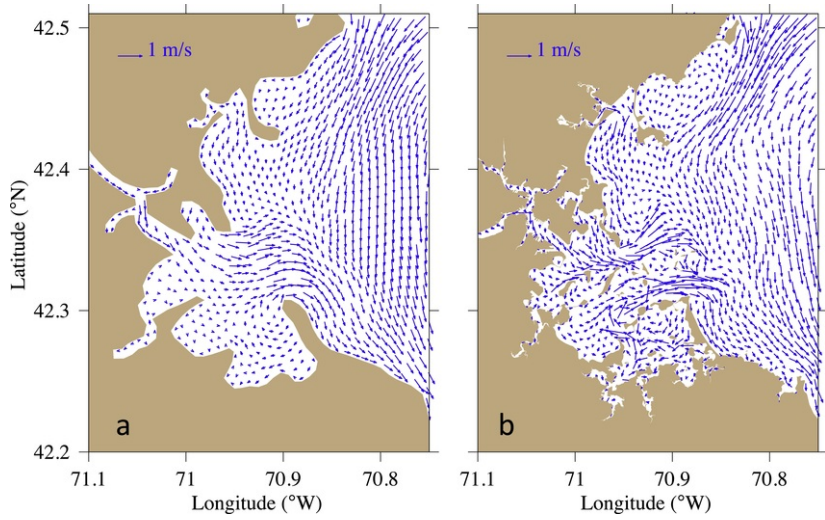 42.5
42.4
42.3
42.2
Latitude (°N)
1 m/s
a
71.1
71
70.9
70.8
Longitude (°W)
1 m/s
b
71.1
71
70.9
70.8
Longitude (°W)